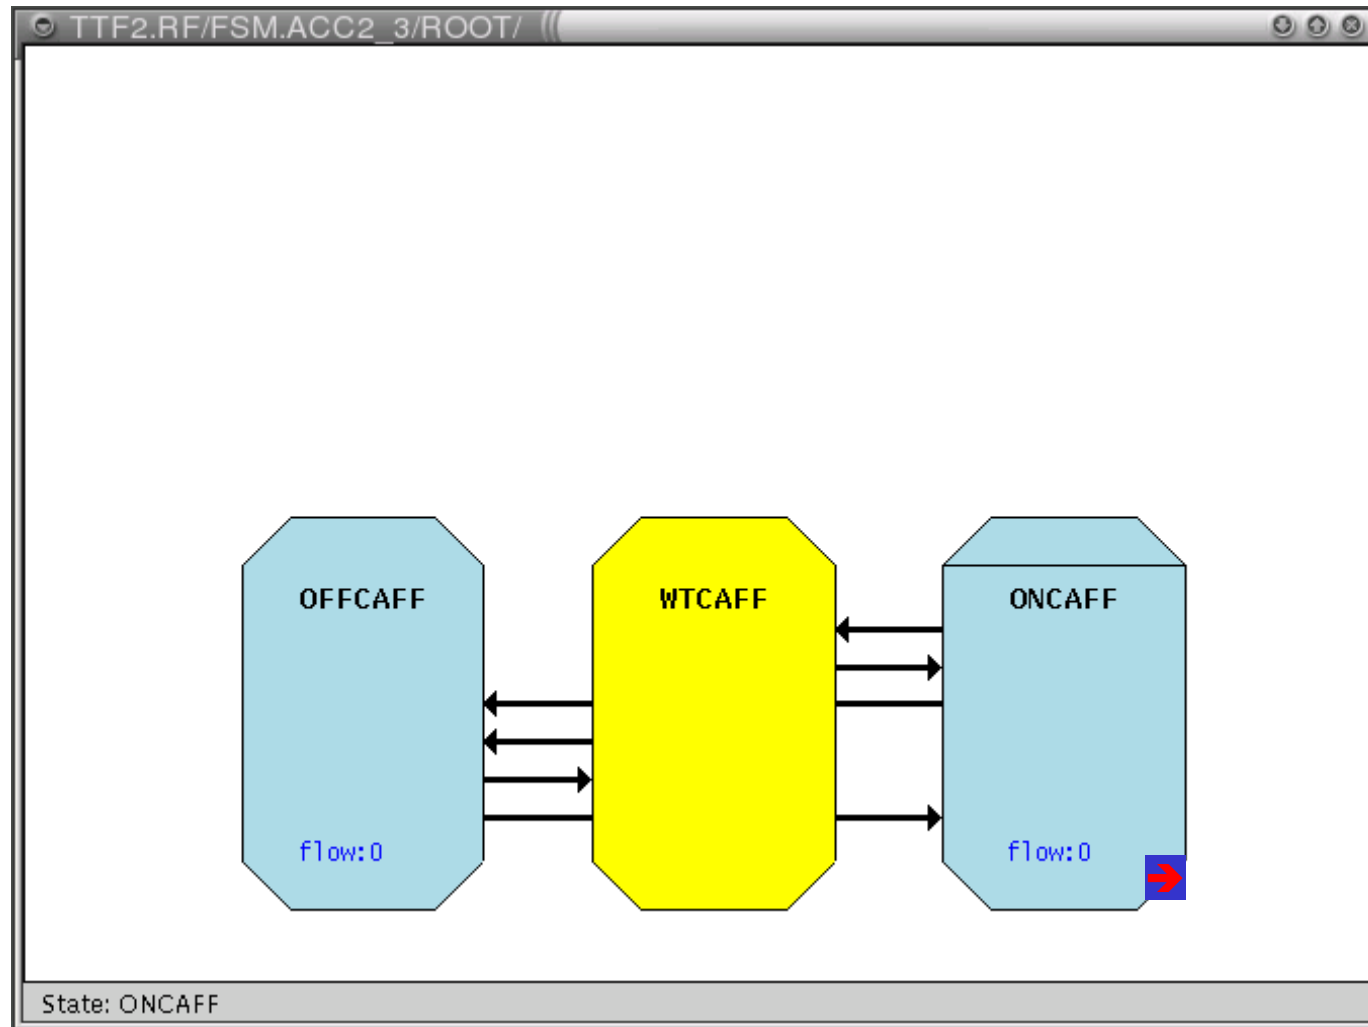 TTF2.RF/FSM.ACC2_3/ROOT/
OFFCAFF
WTCAFF
ONCAFF
flow:0
flow:0
State: ONCAFF